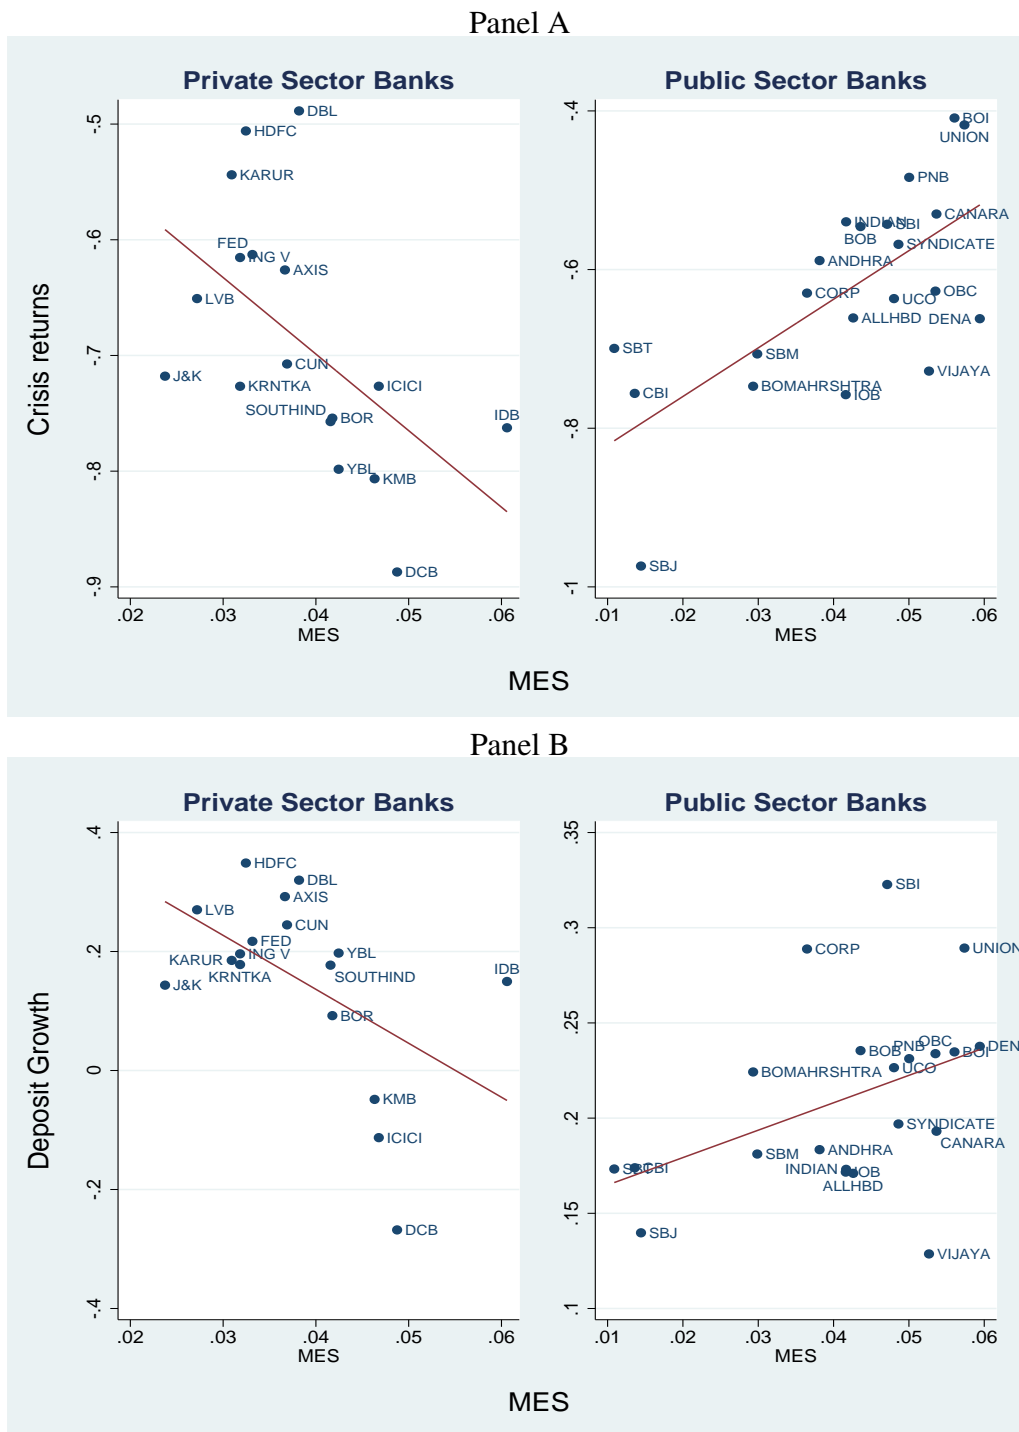 Panel A
Private Sector Banks
Public Sector Banks
Crisis returns
-.5
-.6
-.7
-.8
-.9
DBL
HDFC
KARUR
FED
ING V
AXIS
LVB
CUN
J&K
KRNTKA
ICICI
SOUTHIND
BOR
IDB
YBL
KMB
DCB
.02 .03 .04 .05 .06
MES
-.4
-.6
-.8
-1
BOI
UNION
PNB
CANARA
INDIAN
SBI
BOB
SYNDICATE
ANDHRA
CORP
OBC
UCO
ALLHBD
DENA
SBT
SBM
VIJAYA
BOMAHRSHTRA
CBI
IOB
SBJ
.01 .02 .03 .04 .05 .06
MES
MES
Panel B
Private Sector Banks
Public Sector Banks
Deposit Growth
.4
.2
0
-.2
-.4
HDFC
DBL
AXIS
LVB
CUN
FED
ING V
YBL
KARUR
KRNTKA
SOUTHIND
IDB
J&K
BOR
KMB
ICICI
DCB
.02 .03 .04 .05 .06
MES
.35
.3
.25
.2
.15
.1
SBI
CORP
UNION
OBC
BOB
PNB
BOI
DEN
UCO
BOMAHRSHTRA
SYNDICATE
CANARA
SBM
ANDHRA
SBT
CBI
INDIAN
IOB
ALLHBD
SBJ
VIJAYA
.01 .02 .03 .04 .05 .06
MES
MES